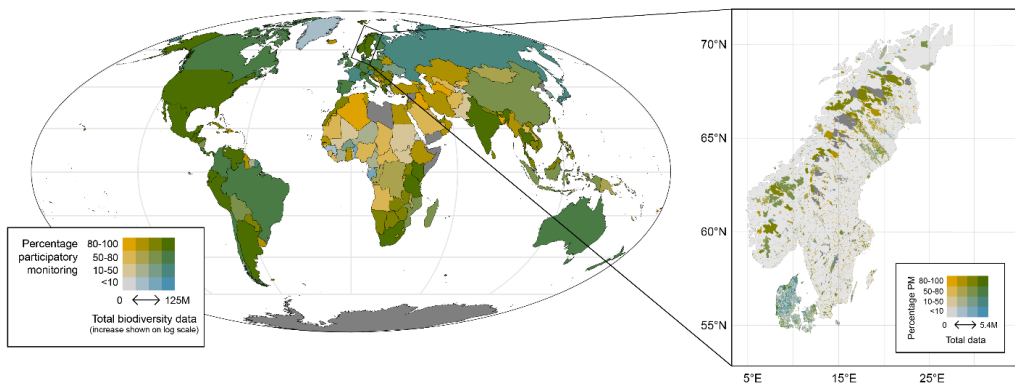 Percentage
participatory
monitoring
80-100
50-80
10-50
<10
0
125M
Total biodiversity data
(increase shown on log scale)
70°N
65°N
60°N
55°N
5°E
15°E
25°E
Percentage PM
80-100
50-80
10-50
<10
0
5.4M
Total data